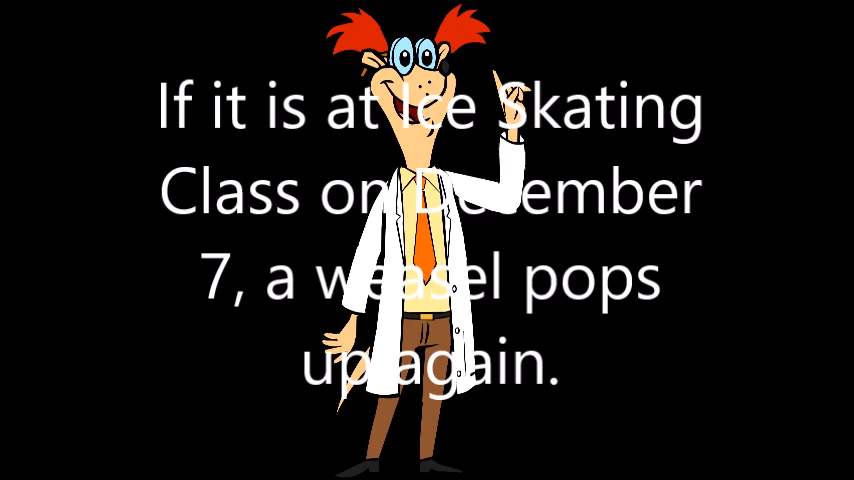 If it is at Ice Skating
Class on December
7, a weasel pops
up again.